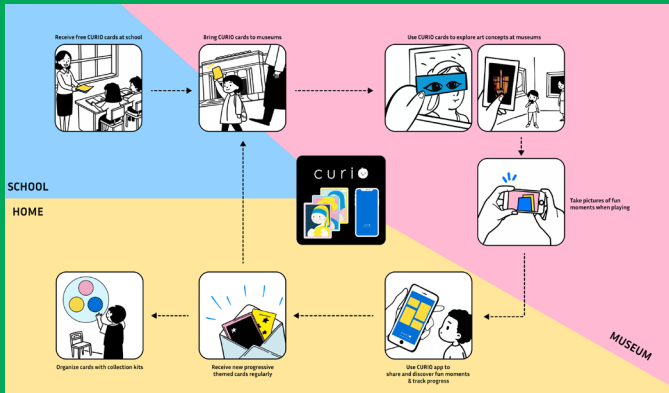 Receive free CURIO cards at school
Bring CURIO cards to museums
Use CURIO cards to explore art concepts at museums
SCHOOL
HOME
curio
Take pictures of fun
moments when playing
MUSEUM
Organize cards with collection kits
Receive new progressive
themed cards regularly
Use CURIO app to
share and discover fun moments
& track progress